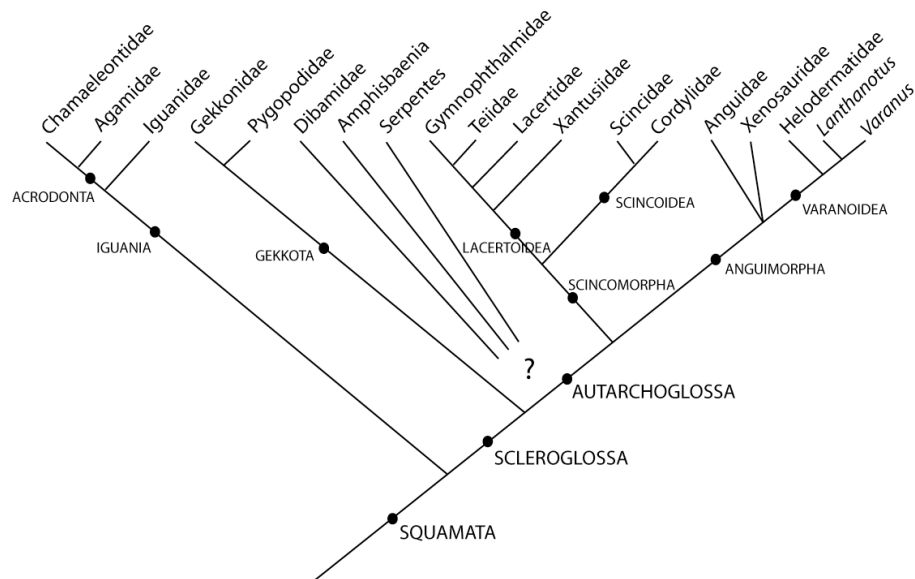 Chamaeleontidae
Agamidae
Iguanidae
Gekkonidae
Pygopodidae
Dibamidae
Amphisbaenia
Serpentes
Gymnophthalmidae
Teiidae
Lacertidae
Xantusiidae
Scincidae
Cordylidae
Anguidae
Xenosauridae
Helodermatidae
Lanthanotus
Varanus
ACRODONTA
IGUANIA
GEKKOTA
LACERTOIDEA
SCINCOIDEA
VARANOIDEA
SCINCOMORPHA
ANGUIMORPHA
?
AUTARCHOGLOSSA
SCLEROGLOSSA
SQUAMATA